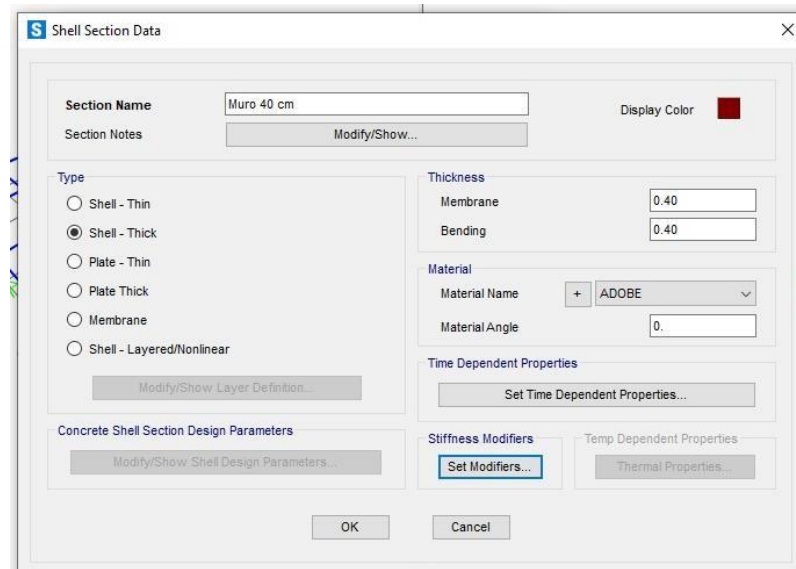 S Shell Section Data
Section Name Muro 40 cm Display Color
Section Notes Modify/Show...
Type
Shell - Thin
Shell - Thick
Plate - Thin
Plate Thick
Membrane
Shell - Layered/Nonlinear
Modify/Show Layer Definition...
Concrete Shell Section Design Parameters
Modify/Show Shell Design Parameters...
Thickness
Membrane 0.40
Bending 0.40
Material
Material Name + ADOBE
Material Angle 0.
Time Dependent Properties
Set Time Dependent Properties...
Stiffness Modifiers
Set Modifiers...
Temp Dependent Properties
Thermal Properties...
OK Cancel